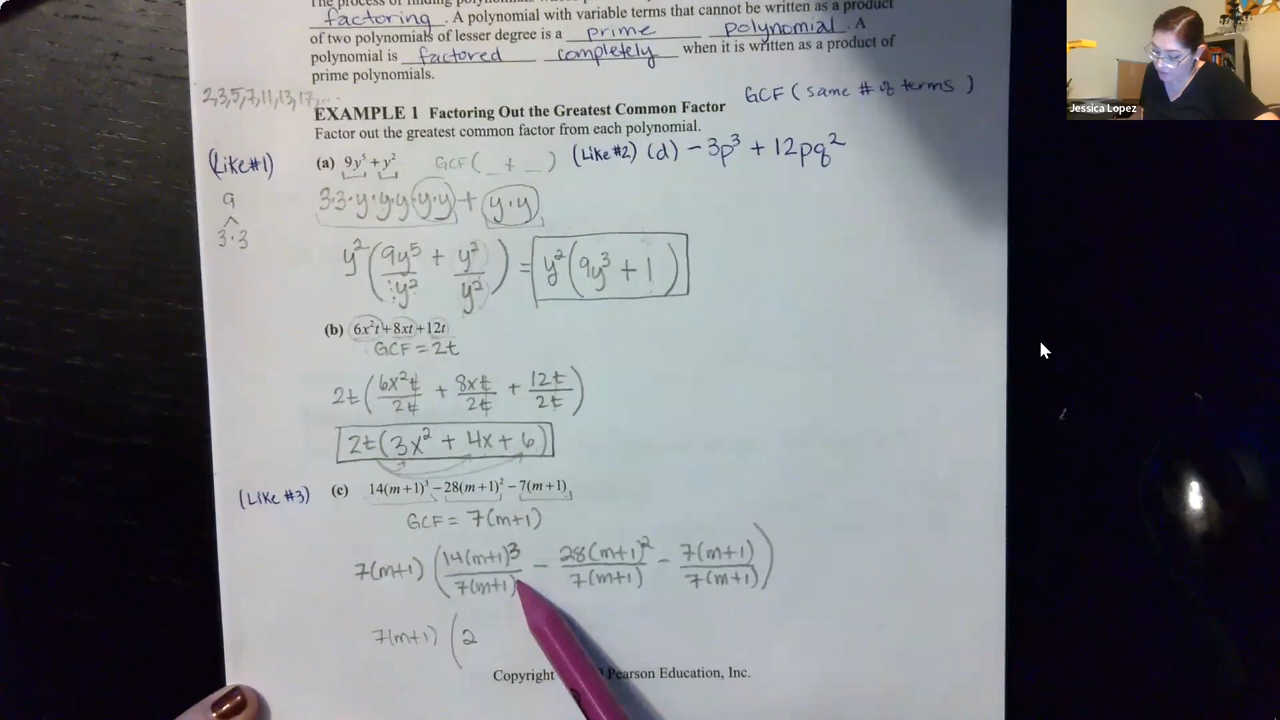 The process of finding polynomials whose p
factoring. A polynomial with variable terms that cannot be written as a product
of two polynomials of lesser degree is a prime polynomial. A
polynomial is factored completely when it is written as a product of
prime polynomials.
2,3,5,7,11,13,17,...
GCF (same # of terms )
EXAMPLE 1 Factoring Out the Greatest Common Factor
Factor out the greatest common factor from each polynomial.
(Like #1) (a) 9y⁵ + y² GCF ( _ + _ ) (Like #2) (d) -3p³ + 12pq²
9
3·3
3·3·y·y·y·y·y + y·y
y²(9y⁵/y² + y²/y²) = y²(9y³ + 1)
(b) 6x²t + 8xt + 12t
GCF = 2t
2t(6x²t/2t + 8xt/2t + 12t/2t)
2t(3x² + 4x + 6)
(Like #3) (c) 14(m+1)³ − 28(m+1)² − 7(m+1)
GCF = 7(m+1)
7(m+1) (14(m+1)³/7(m+1) − 28(m+1)²/7(m+1) − 7(m+1)/7(m+1))
7(m+1) (2
Copyright Pearson Education, Inc.
Jessica Lopez